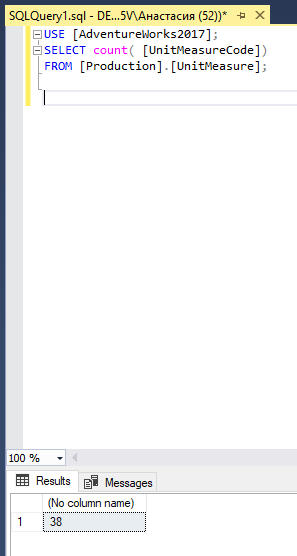 SQLQuery1.sql - DE...5V\Анастасия (52))*
USE [AdventureWorks2017];
SELECT count( [UnitMeasureCode])
FROM [Production].[UnitMeasure];
100 %
Results Messages
(No column name)
1 38